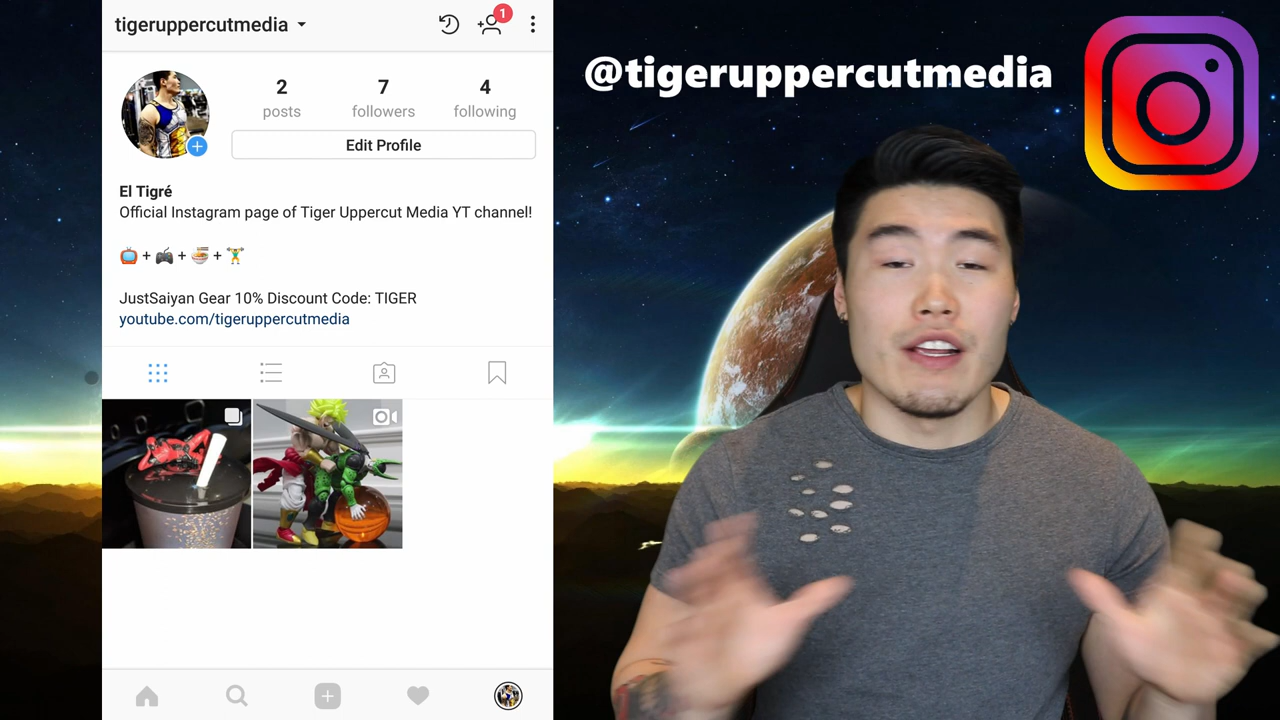 tigeruppercutmedia
1
@tigeruppercutmedia
2
7
4
posts
followers
following
Edit Profile
El Tigré
Official Instagram page of Tiger Uppercut Media YT channel!
+ + +
JustSaiyan Gear 10% Discount Code: TIGER
youtube.com/tigeruppercutmedia